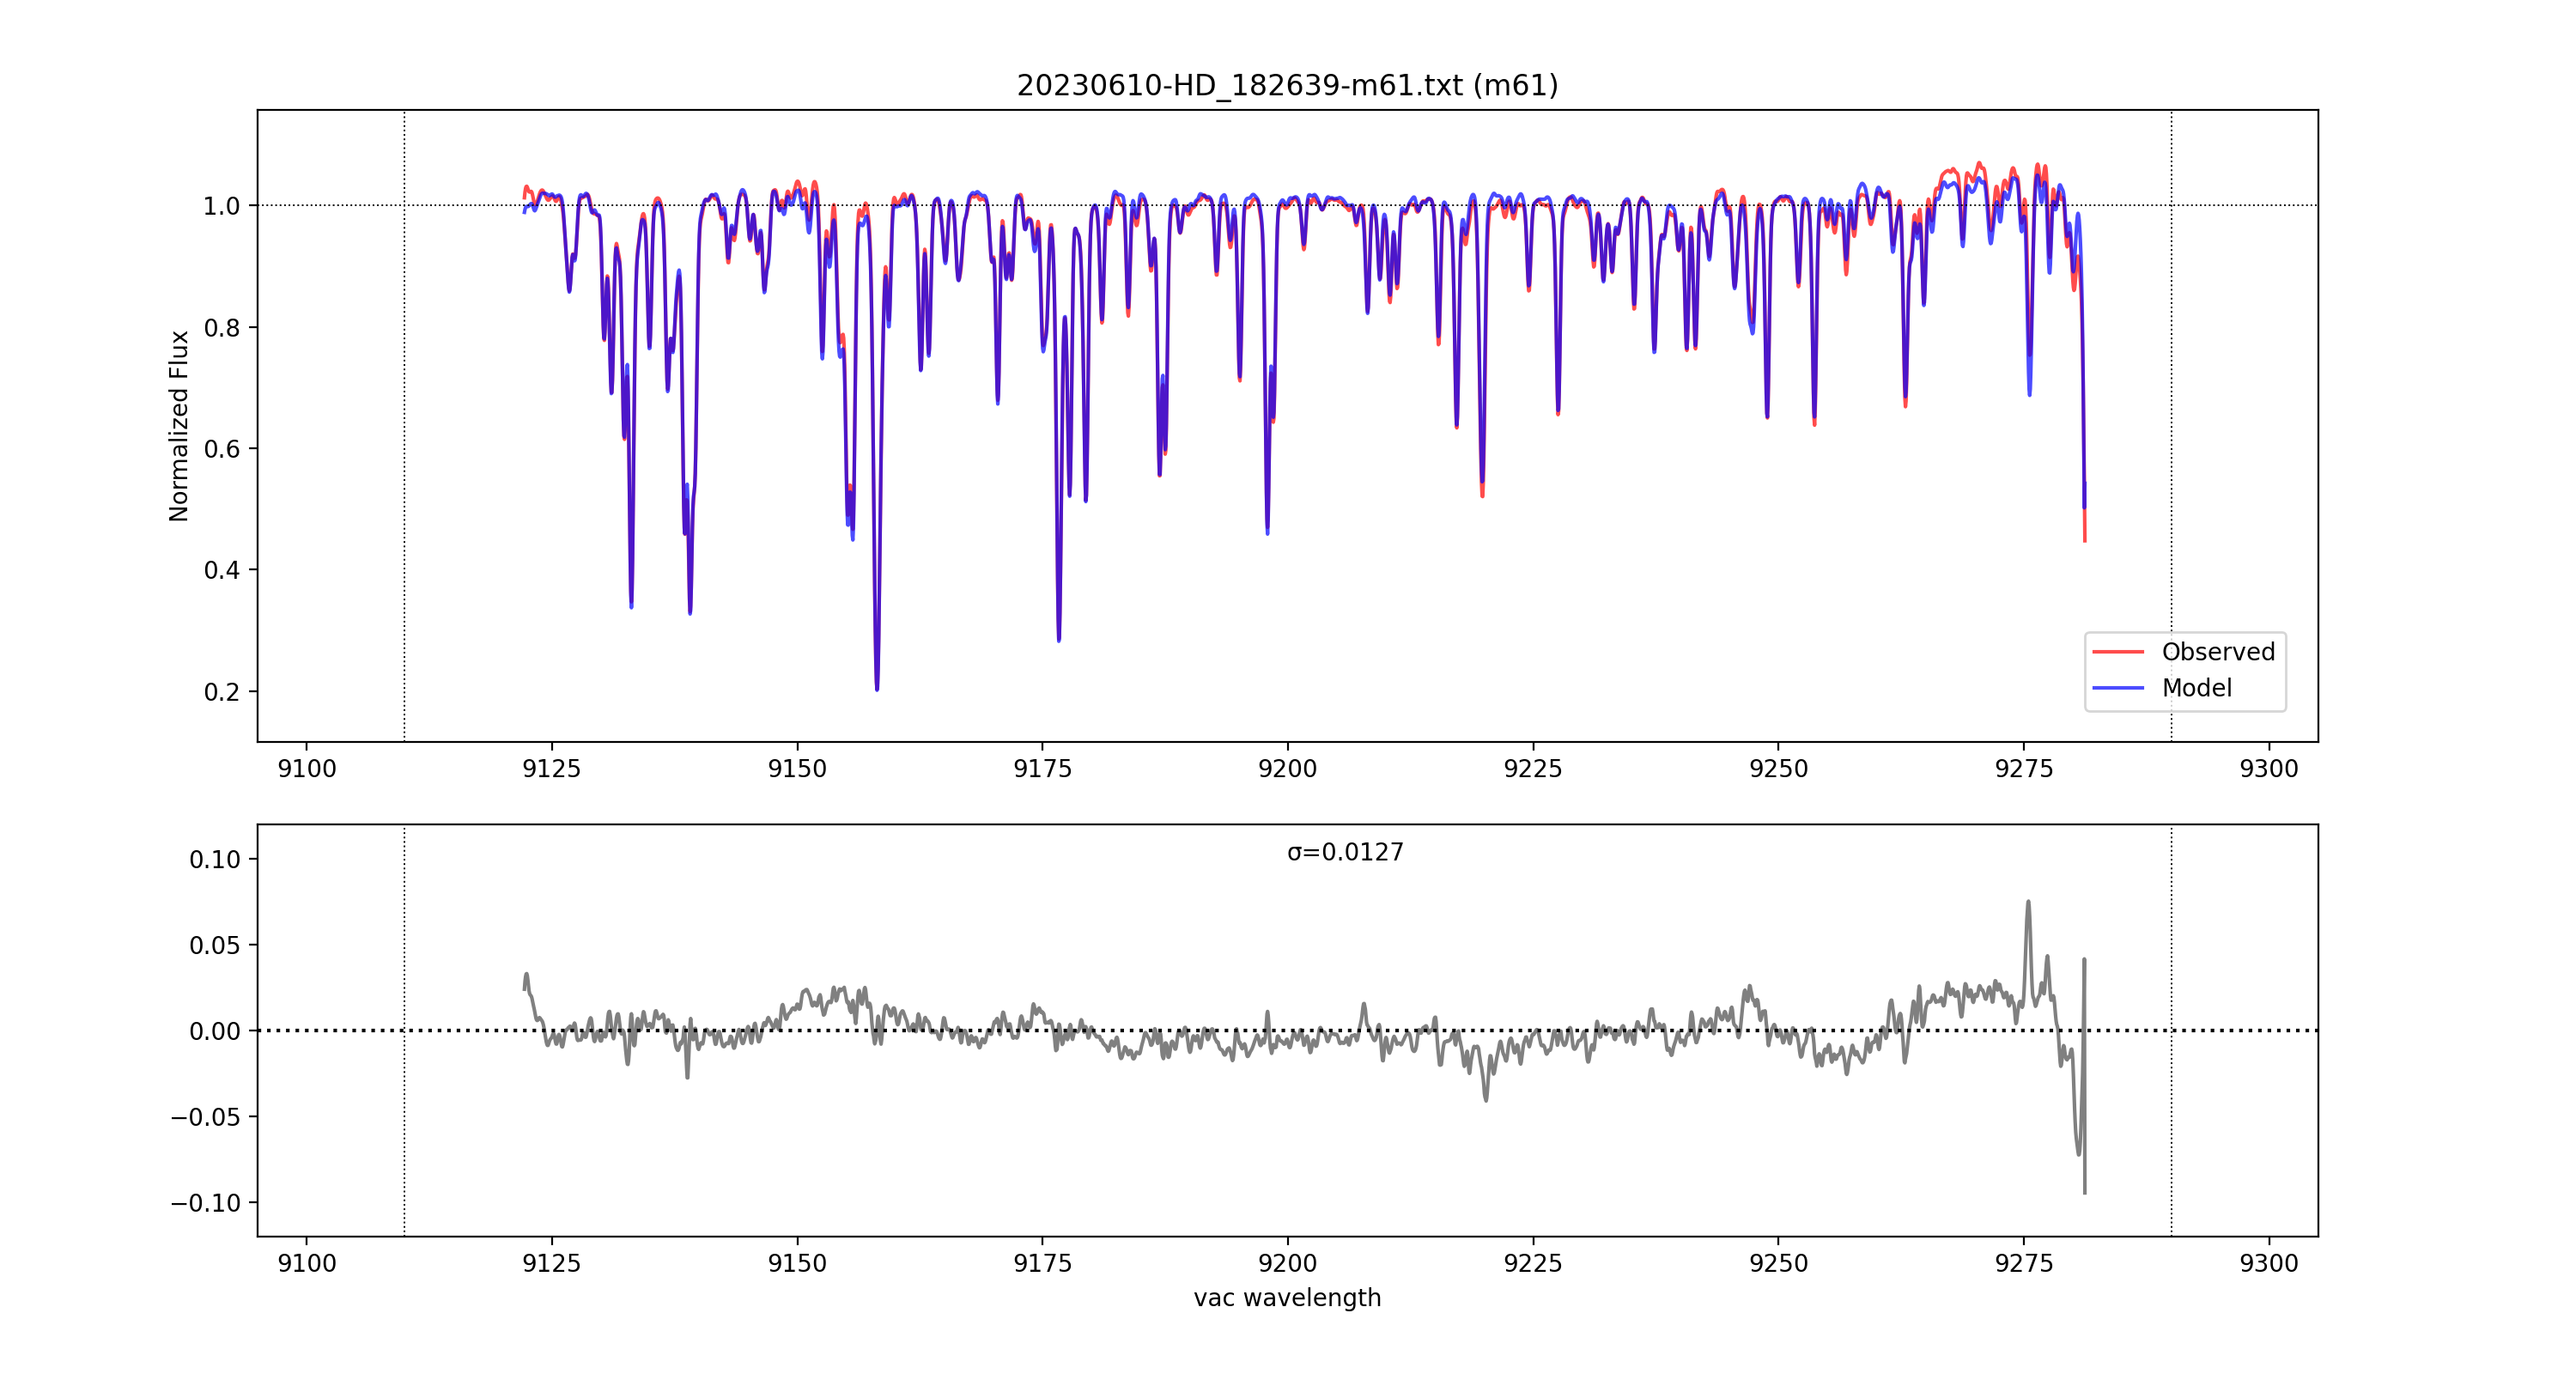 20230610-HD_182639-m61.txt (m61)
Normalized Flux
1.0
0.8
0.6
0.4
0.2
Observed
Model
9100 9125 9150 9175 9200 9225 9250 9275 9300
σ=0.0127
0.10
0.05
0.00
−0.05
−0.10
9100 9125 9150 9175 9200 9225 9250 9275 9300
vac wavelength